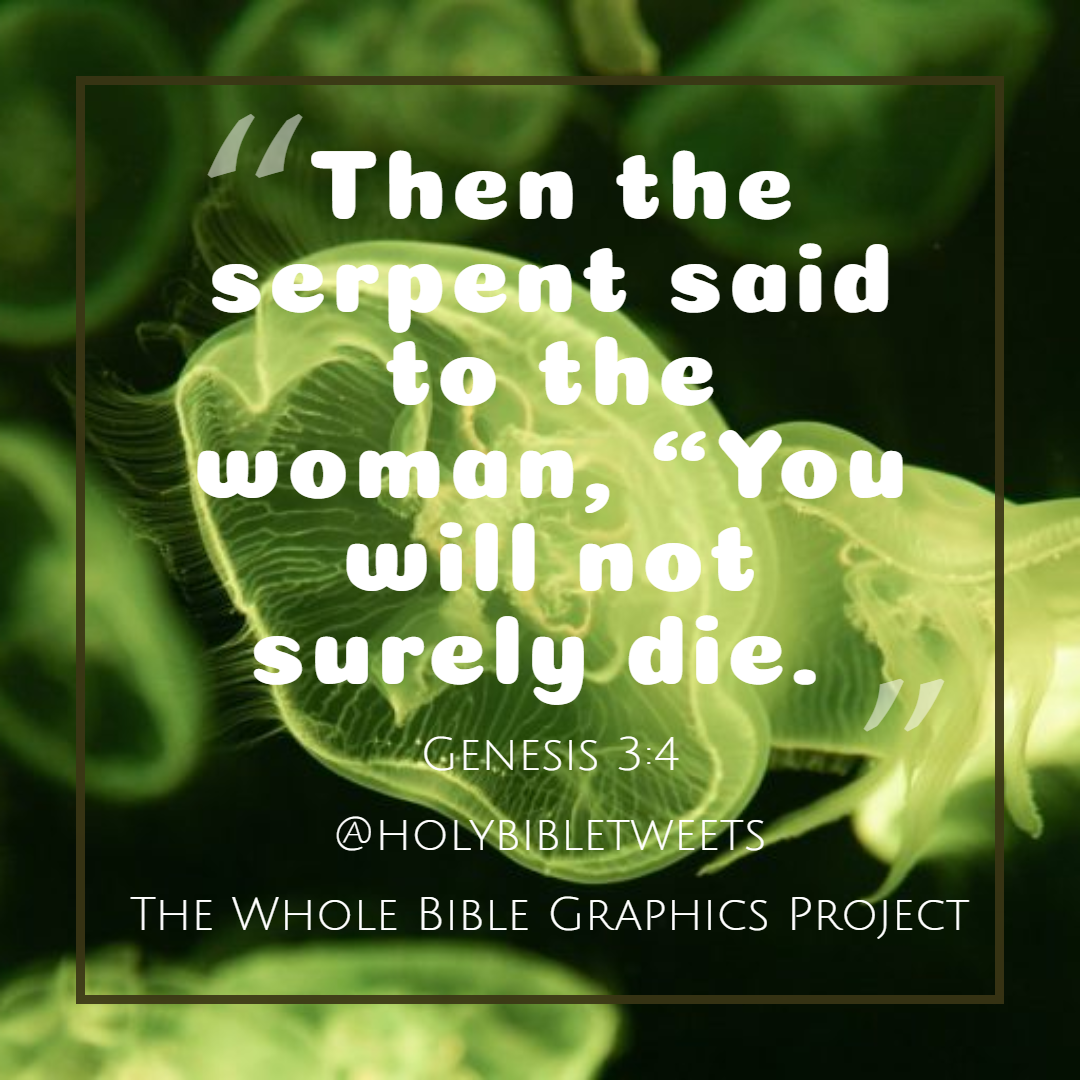 “Then the
serpent said
to the
woman, “You
will not
surely die.
”
Genesis 3:4
@holybibletweets
The Whole Bible Graphics Project